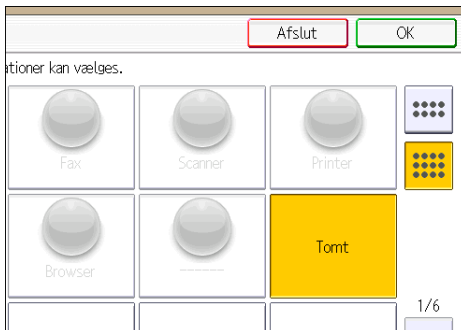 Afslut OK
ationer kan vælges.
Fax Scanner Printer
Browser ------ Tomt
1/6